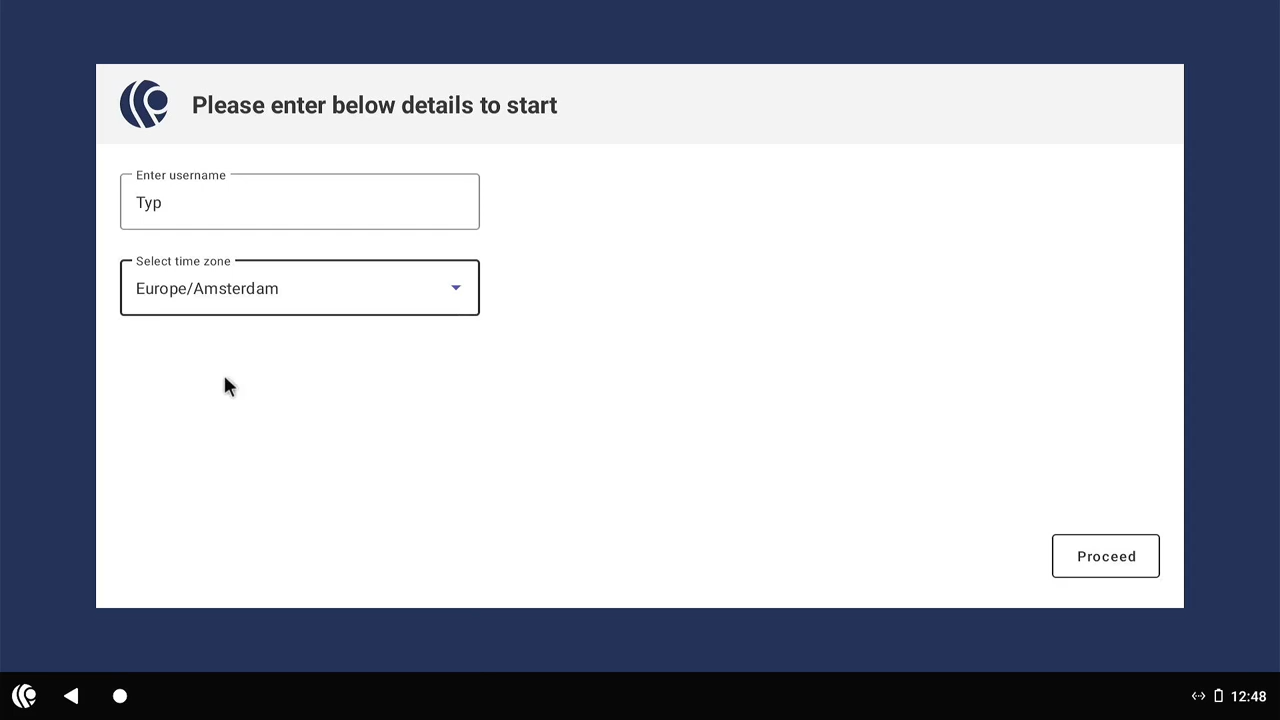 Please enter below details to start
Enter username
Typ
Select time zone
Europe/Amsterdam
Proceed
12:48